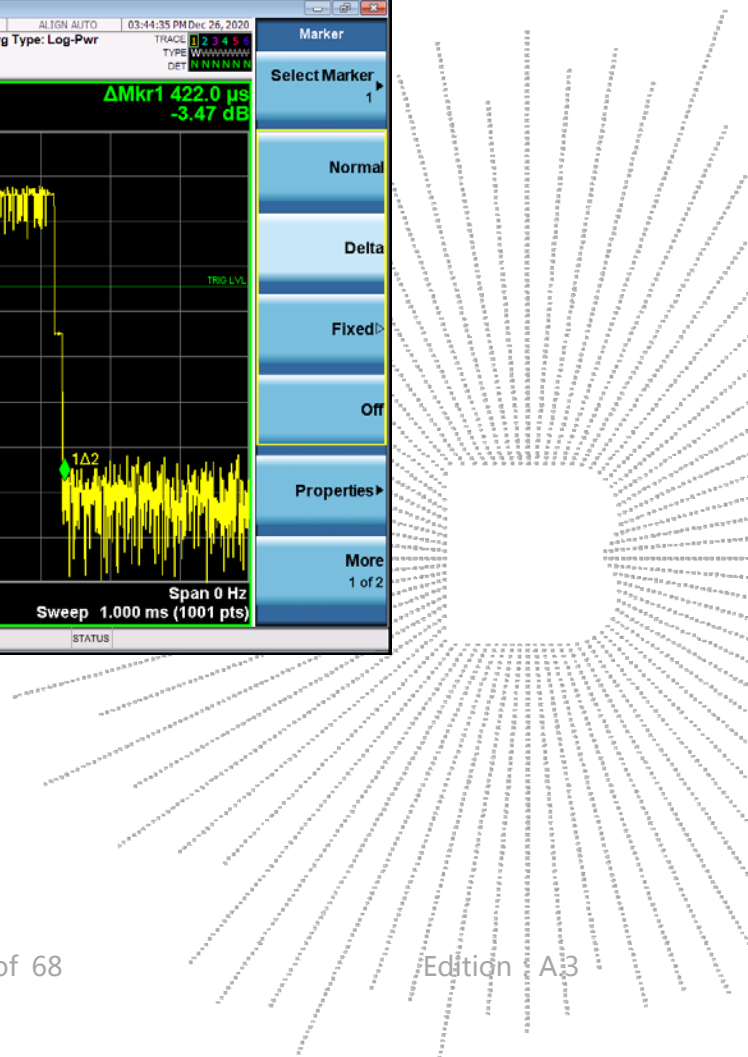 ALIGN AUTO
03:44:35 PM Dec 26, 2020
Marker
g Type: Log-Pwr
TRACE 1 2 3 4 5 6
TYPE WWWWWW
DET N N N N N N
Select Marker
1
ΔMkr1 422.0 µs
-3.47 dB
Normal
Delta
TRIG LVL
Fixed
Off
1Δ2
Properties
More
1 of 2
Span 0 Hz
Sweep 1.000 ms (1001 pts)
STATUS
of 68
Edition : A.3